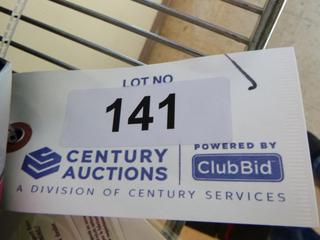 LOT NO
141
CENTURY
AUCTIONS
A DIVISION OF CENTURY SERVICES
POWERED BY
ClubBid